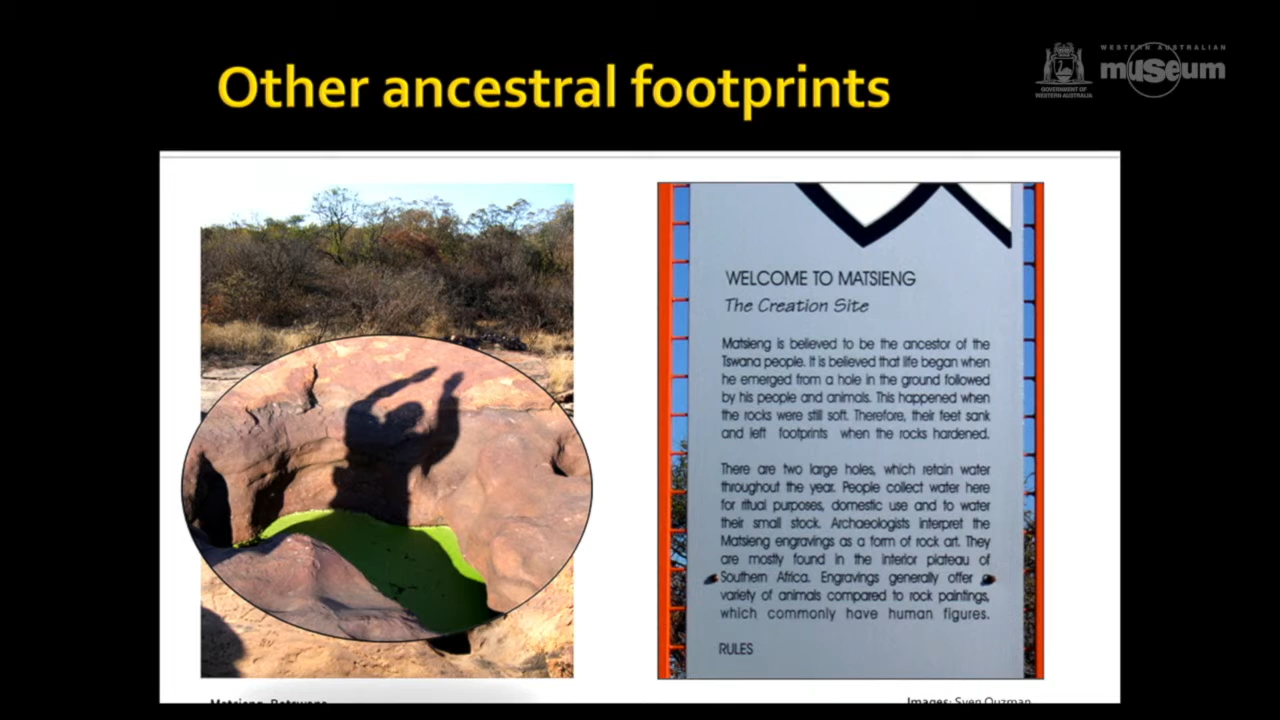 Other ancestral footprints
GOVERNMENT OF
WESTERN AUSTRALIA
WESTERN AUSTRALIAN
museum
WELCOME TO MATSIENG
The Creation Site
Matsieng is believed to be the ancestor of the
Tswana people. It is believed that life began when
he emerged from a hole in the ground followed
by his people and animals. This happened when
the rocks were still soft. Therefore, their feet sank
and left footprints when the rocks hardened.
There are two large holes, which retain water
throughout the year. People collect water here
for ritual purposes, domestic use and to water
their small stock. Archaeologists interpret the
Matsieng engravings as a form of rock art. They
are mostly found in the interior plateau of
Southern Africa. Engravings generally offer a
variety of animals compared to rock paintings,
which commonly have human figures.
RULES
Matsieng, Botswana
Images: Sven Ouzman